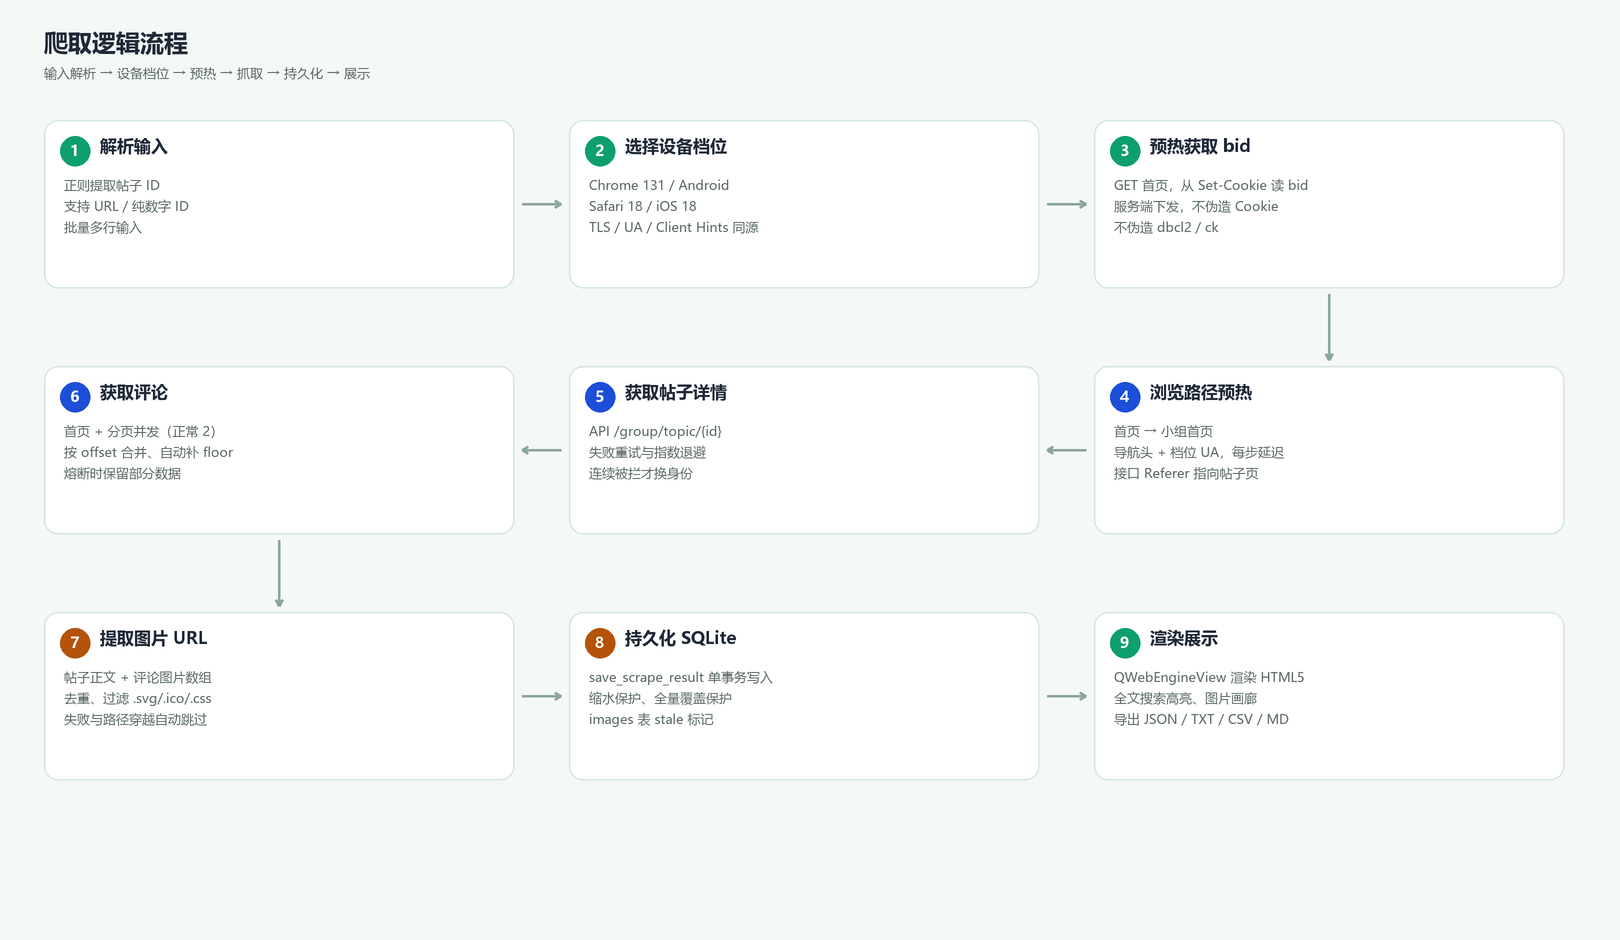 爬取逻辑流程
输入解析 → 设备档位 → 预热 → 抓取 → 持久化 → 展示
1 解析输入
正则提取帖子 ID
支持 URL / 纯数字 ID
批量多行输入
2 选择设备档位
Chrome 131 / Android
Safari 18 / iOS 18
TLS / UA / Client Hints 同源
3 预热获取 bid
GET 首页，从 Set-Cookie 读 bid
服务端下发，不伪造 Cookie
不伪造 dbcl2 / ck
4 浏览路径预热
首页 → 小组首页
导航头 + 档位 UA，每步延迟
接口 Referer 指向帖子页
5 获取帖子详情
API /group/topic/{id}
失败重试与指数退避
连续被拦才换身份
6 获取评论
首页 + 分页并发（正常 2）
按 offset 合并、自动补 floor
熔断时保留部分数据
7 提取图片 URL
帖子正文 + 评论图片数组
去重、过滤 .svg/.ico/.css
失败与路径穿越自动跳过
8 持久化 SQLite
save_scrape_result 单事务写入
缩水保护、全量覆盖保护
images 表 stale 标记
9 渲染展示
QWebEngineView 渲染 HTML5
全文搜索高亮、图片画廊
导出 JSON / TXT / CSV / MD